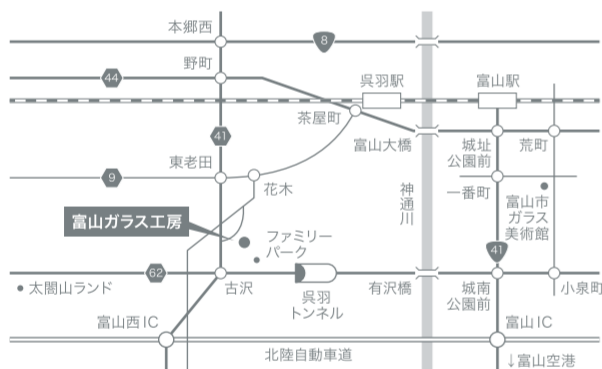 本郷西
8
野町
44
呉羽駅
富山駅
茶屋町
41
富山大橋
城址
公園前
荒町
東老田
9
花木
神通川
一番町
富山市
ガラス
美術館
富山ガラス工房
ファミリー
パーク
41
62
太閤山ランド
古沢
呉羽
トンネル
有沢橋
城南
公園前
小泉町
富山西IC
富山IC
北陸自動車道
↓富山空港